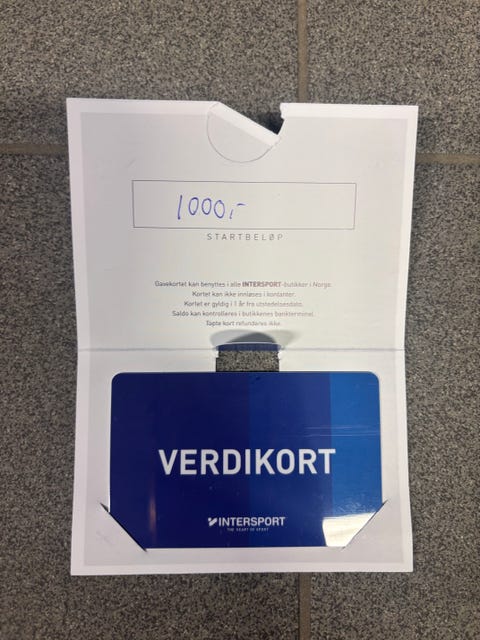 1000,-
STARTBELØP
Gavekortet kan benyttes i alle INTERSPORT-butikker i Norge.
Kortet kan ikke innløses i kontanter.
Kortet er gyldig i 1 år fra utstedelsesdato.
Saldo kan kontrolleres i butikkenes bankterminal.
Tapte kort refunderes ikke.
VERDIKORT
INTERSPORT
THE HEART OF SPORT